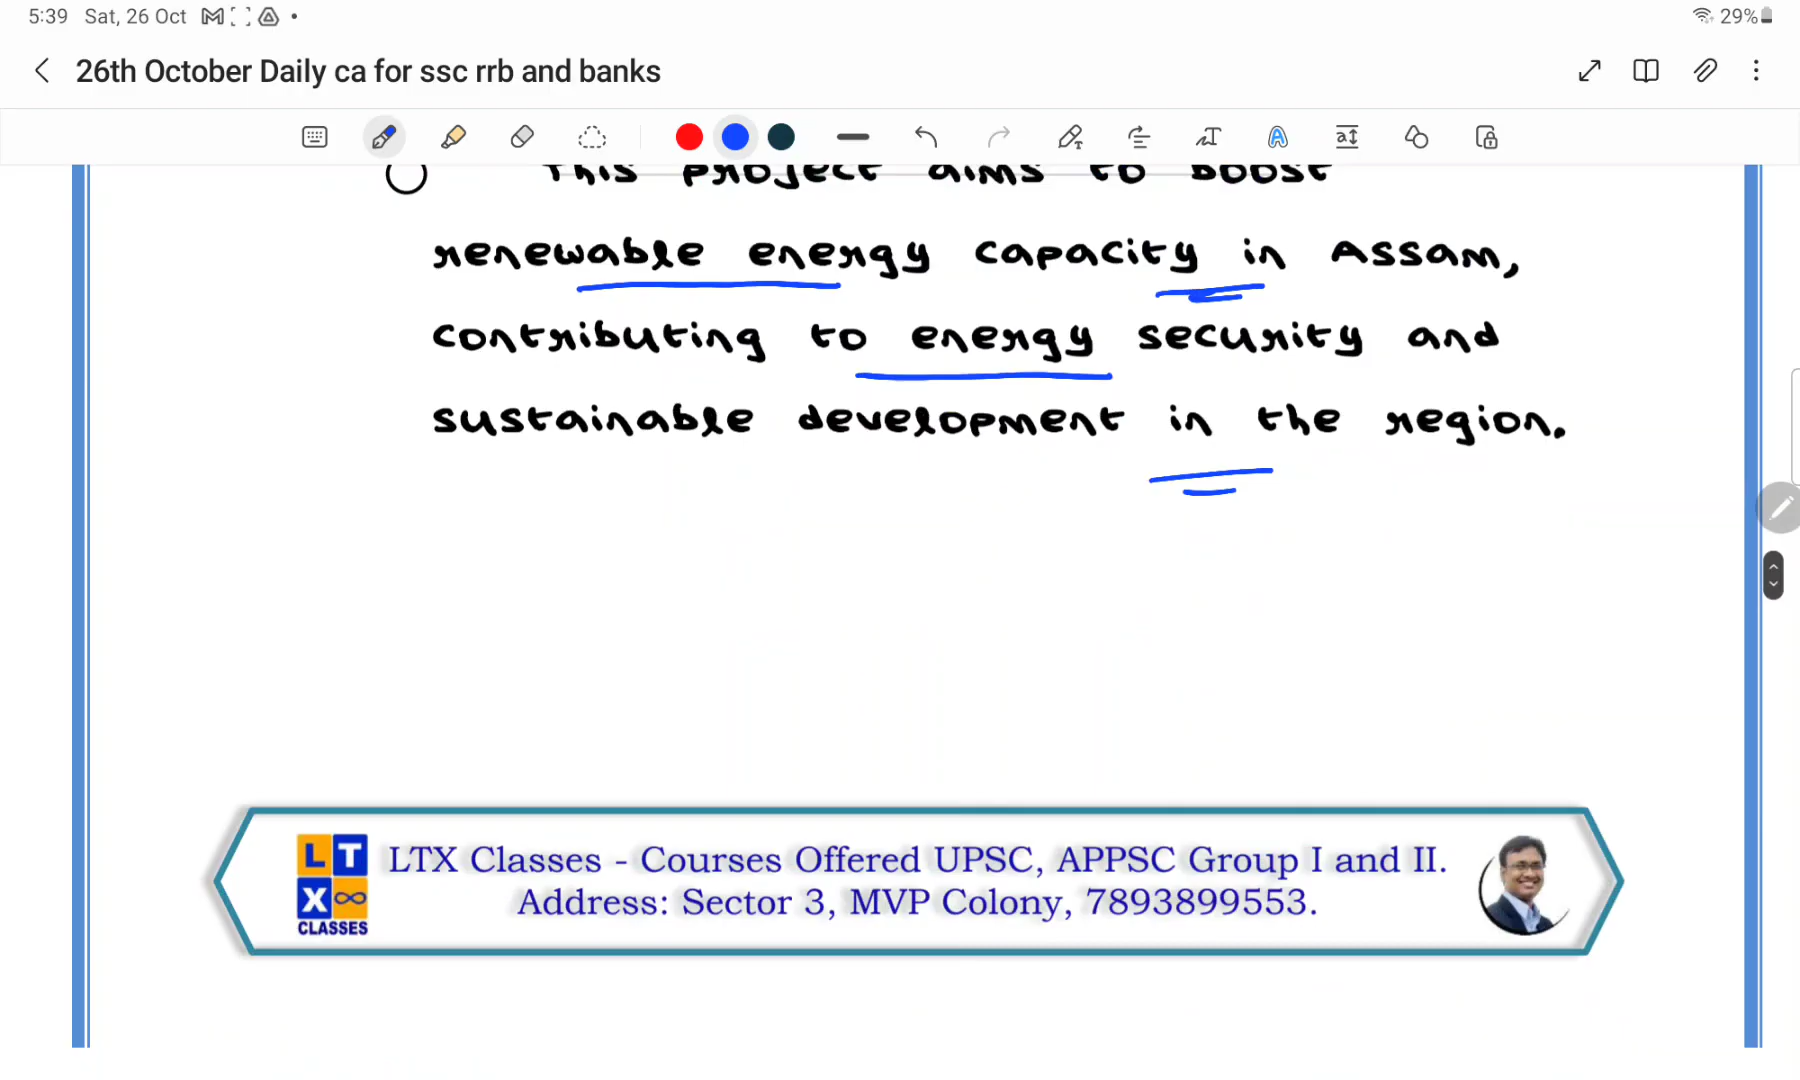 5:39 Sat, 26 Oct
29%
26th October Daily ca for ssc rrb and banks
This project aims to boost
renewable energy capacity in Assam,
contributing to energy security and
sustainable development in the region.
LTX Classes - Courses Offered UPSC, APPSC Group I and II.
Address: Sector 3, MVP Colony, 7893899553.
L T
X ∞
CLASSES